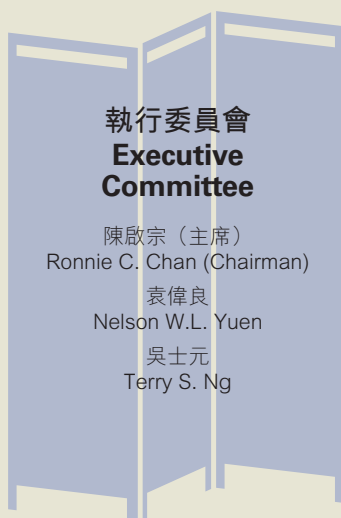 執行委員會
Executive
Committee
陳啟宗（主席）
Ronnie C. Chan (Chairman)
袁偉良
Nelson W.L. Yuen
吳士元
Terry S. Ng